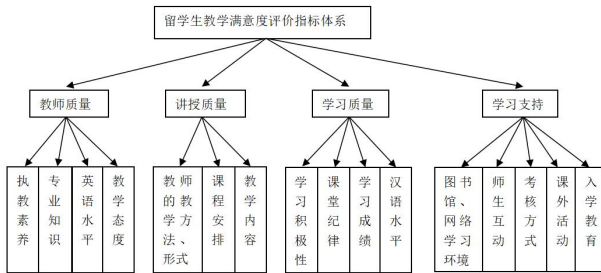 留学生教学满意度评价指标体系
教师质量
讲授质量
学习质量
学习支持
执教素养
专业知识
英语水平
教学态度
教师教的学方法、形式
课程安排
教学内容
学习积极性
课堂纪律
学习成绩
汉语水平
图书馆、网络学习环境
师生互动
考核方式
课外活动
入学教育